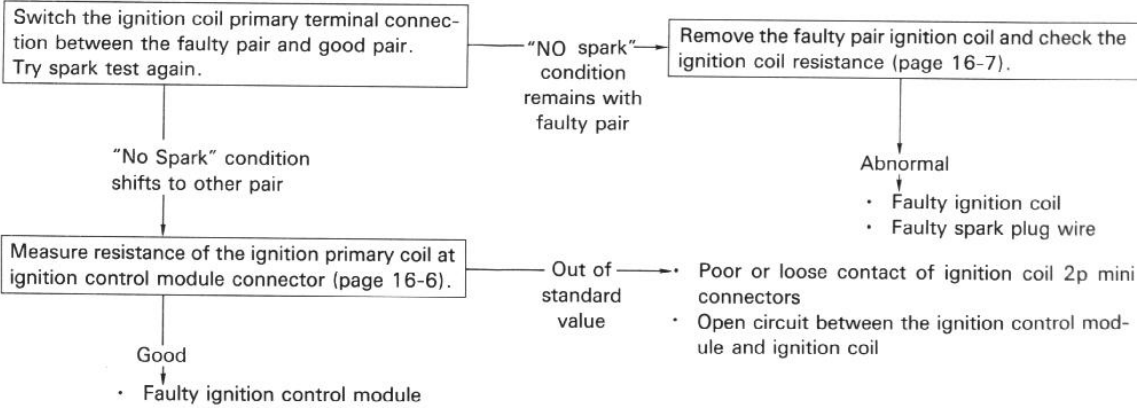 Switch the ignition coil primary terminal connec-
tion between the faulty pair and good pair.
Try spark test again.
“NO spark”
condition
remains with
faulty pair
Remove the faulty pair ignition coil and check the
ignition coil resistance (page 16-7).
Abnormal
· Faulty ignition coil
· Faulty spark plug wire
“No Spark” condition
shifts to other pair
Measure resistance of the ignition primary coil at
ignition control module connector (page 16-6).
Out of
standard
value
· Poor or loose contact of ignition coil 2p mini
connectors
· Open circuit between the ignition control mod-
ule and ignition coil
Good
· Faulty ignition control module